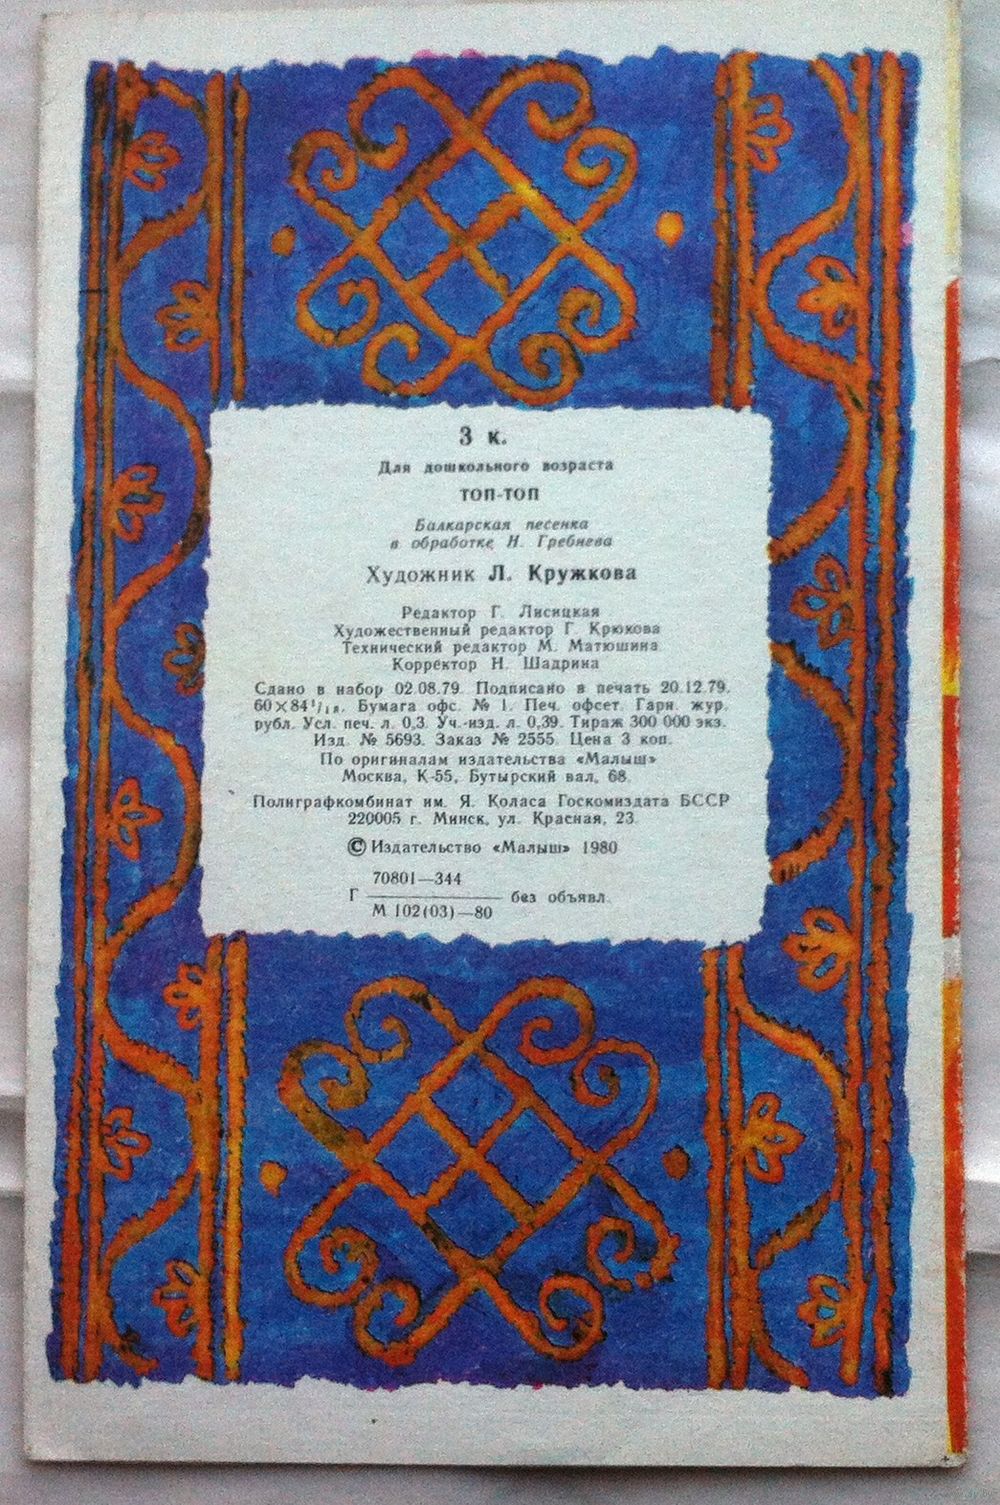 3 к.
Для дошкольного возраста
ТОП-ТОП
Балкарская песенка
в обработке Н. Гребнева
Художник Л. Кружкова
Редактор Г. Лисицкая
Художественный редактор Г. Крюкова
Технический редактор М. Матюшина
Корректор Н. Шадрина
Сдано в набор 02.08.79. Подписано в печать 20.12.79.
60×84¹/₁₈. Бумага офс. № 1. Печ. офсет. Гарн. жур.
рубл. Усл. печ. л. 0,3. Уч.-изд. л. 0,39. Тираж 300 000 экз.
Изд. № 5693. Заказ № 2555. Цена 3 коп.
По оригиналам издательства «Малыш»
Москва, К-55, Бутырский вал, 68.
Полиграфкомбинат им. Я. Коласа Госкомиздата БССР
220005 г. Минск, ул. Красная, 23.
© Издательство «Малыш» 1980
70801—344
Г без объявл.
М 102(03)—80